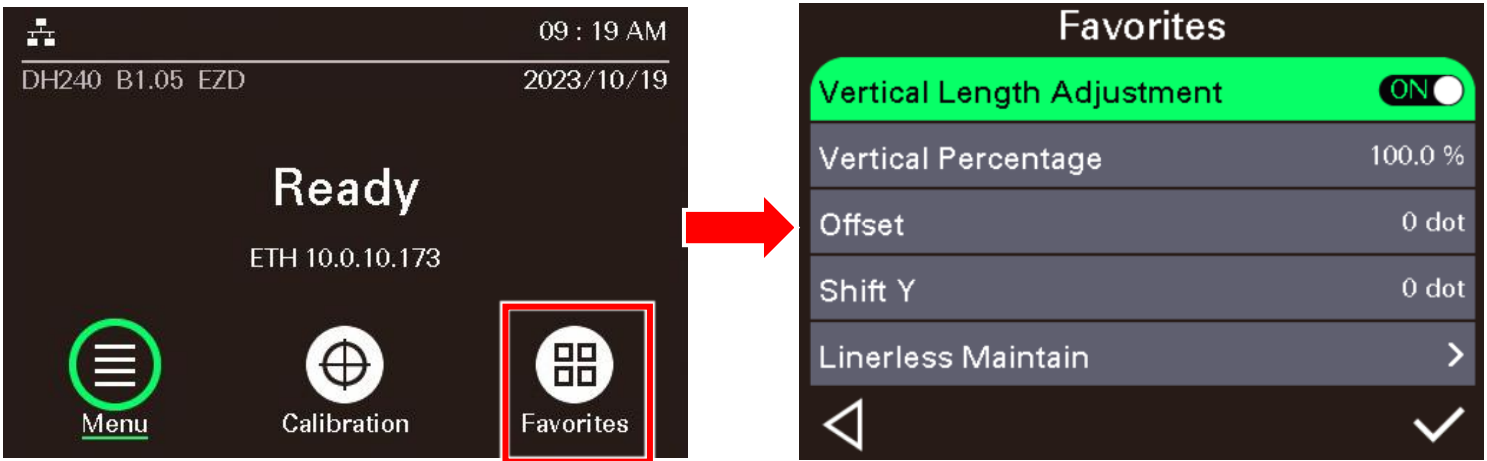 09 : 19 AM
DH240 B1.05 EZD 2023/10/19
Ready
ETH 10.0.10.173
Menu Calibration Favorites
Favorites
Vertical Length Adjustment ON
Vertical Percentage 100.0 %
Offset 0 dot
Shift Y 0 dot
Linerless Maintain